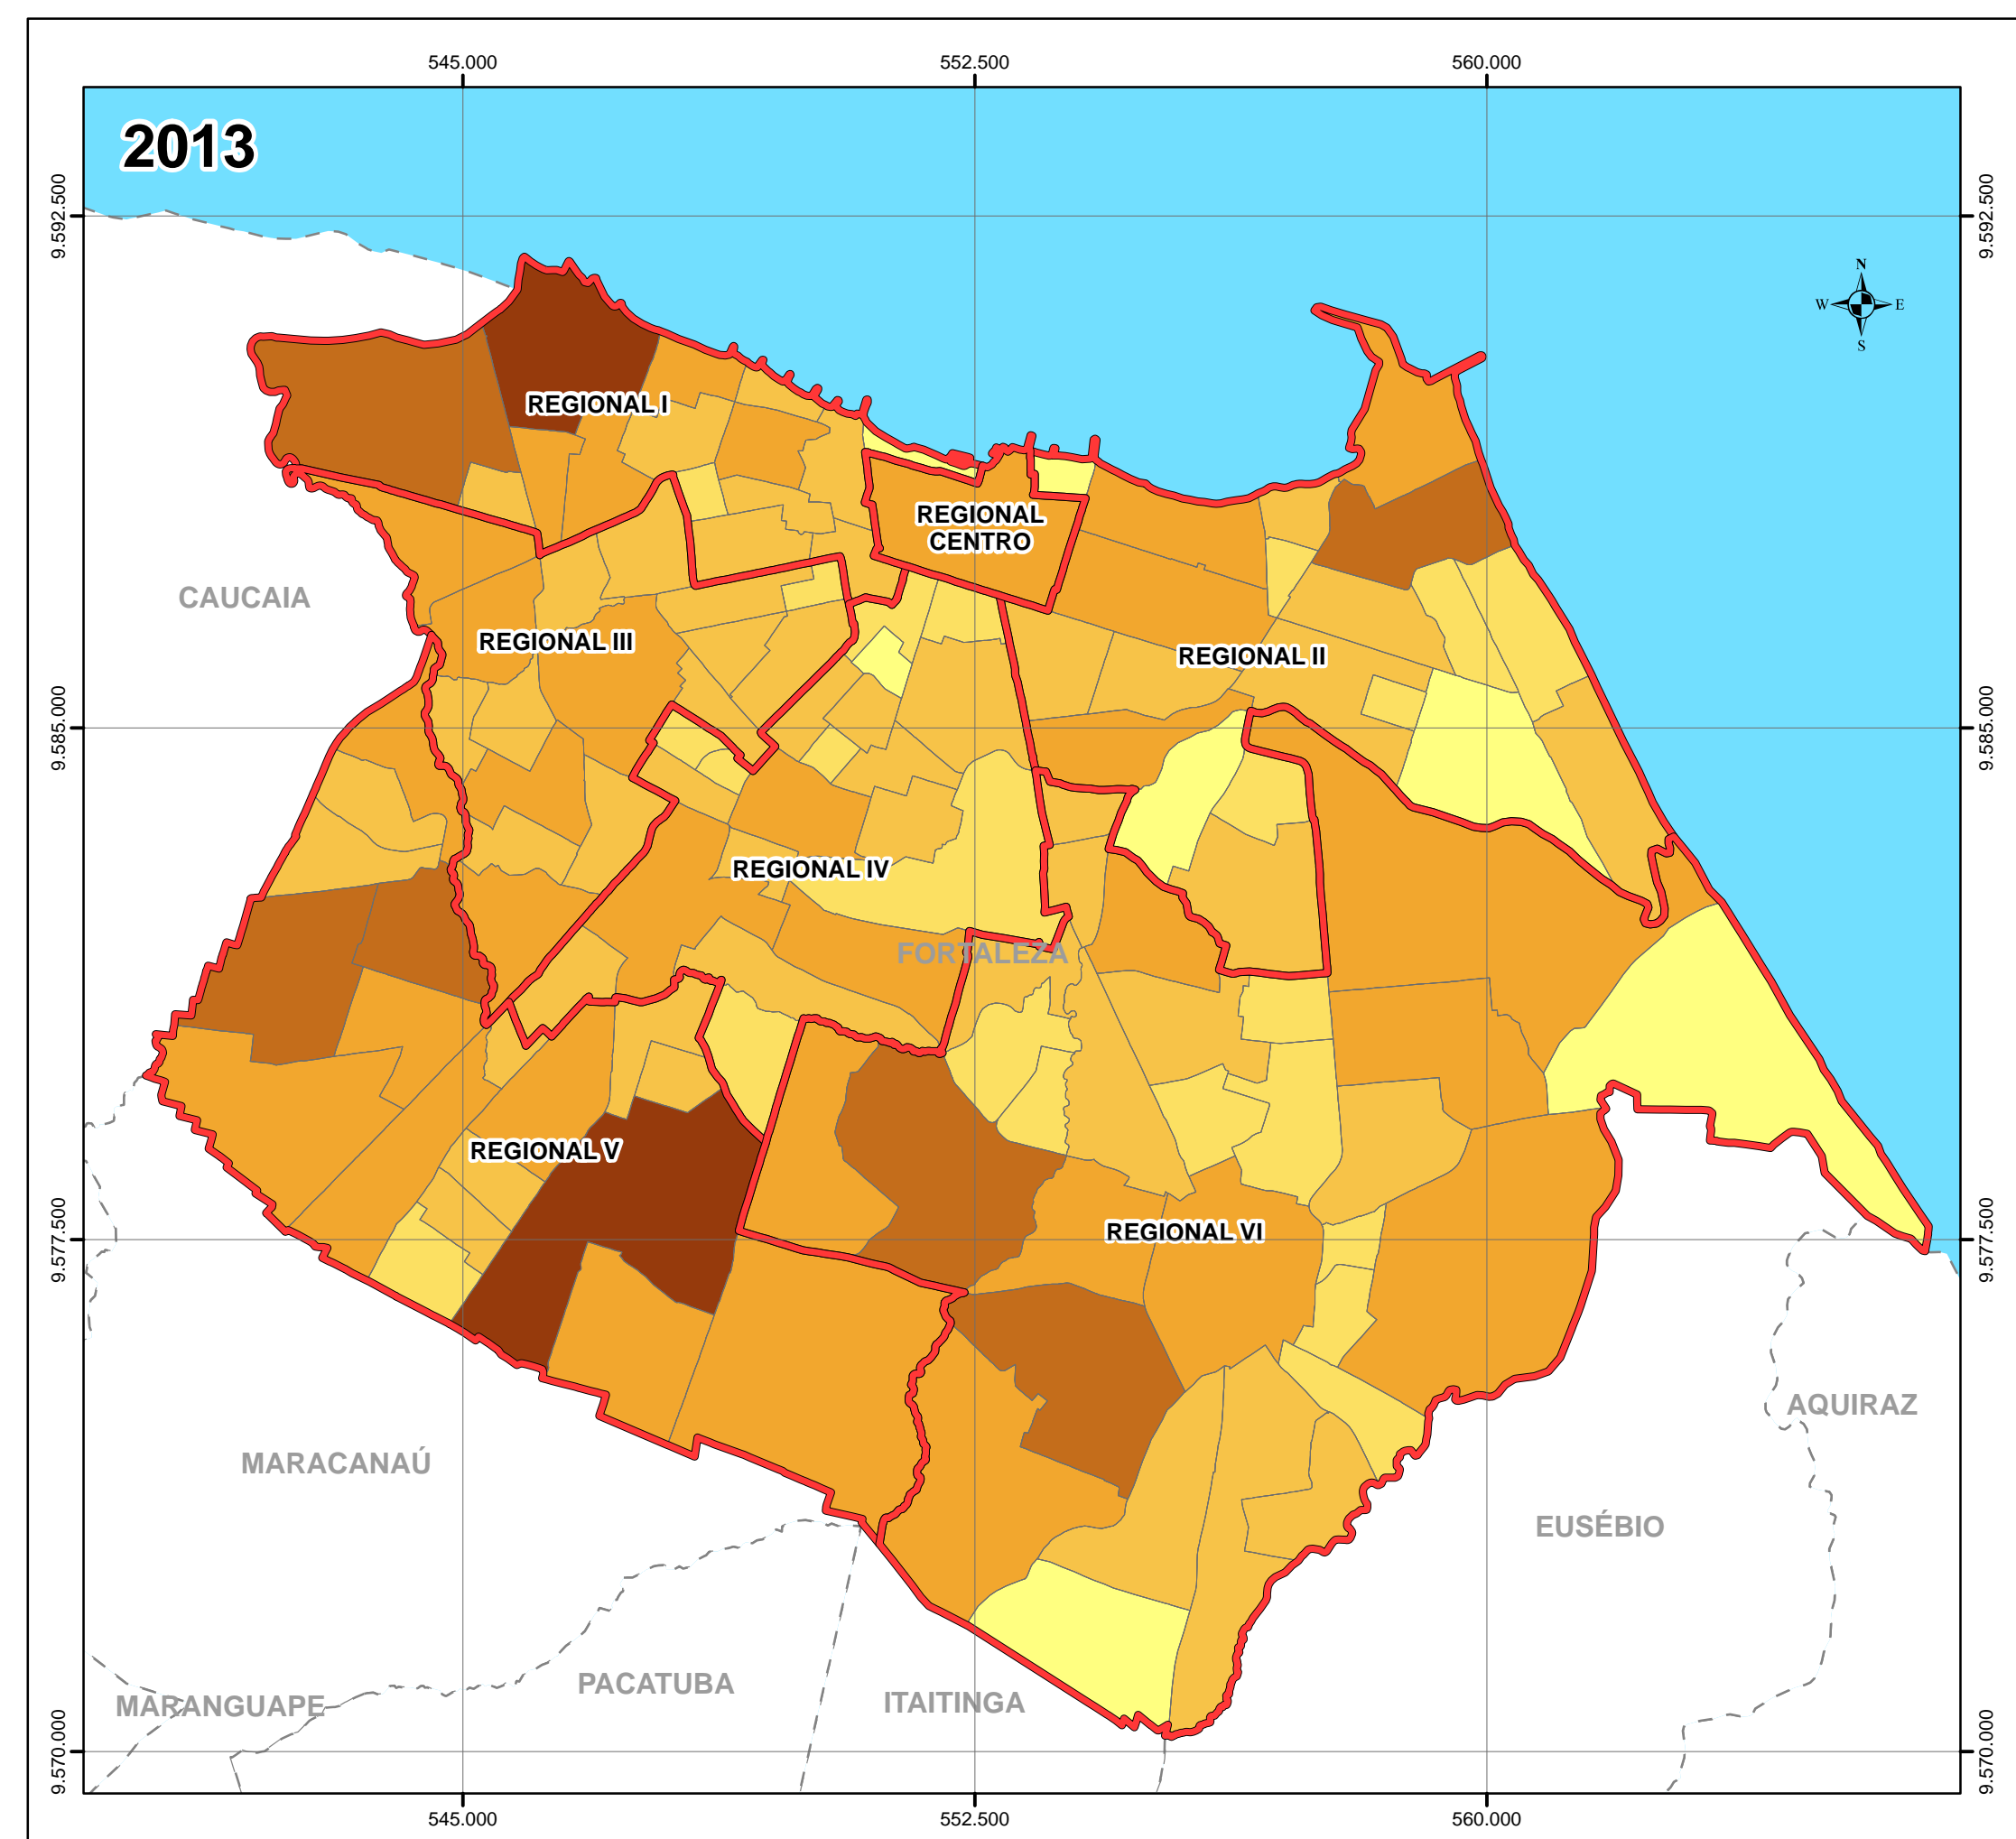 545.000
552.500
560.000
2013
9.592.500
9.592.500
N
W
E
S
REGIONAL I
REGIONAL
CENTRO
CAUCAIA
REGIONAL III
REGIONAL II
9.585.000
9.585.000
REGIONAL IV
FORTALEZA
REGIONAL V
REGIONAL VI
9.577.500
9.577.500
AQUIRAZ
MARACANAÚ
EUSÉBIO
PACATUBA
ITAITINGA
MARANGUAPE
9.570.000
9.570.000
545.000
552.500
560.000